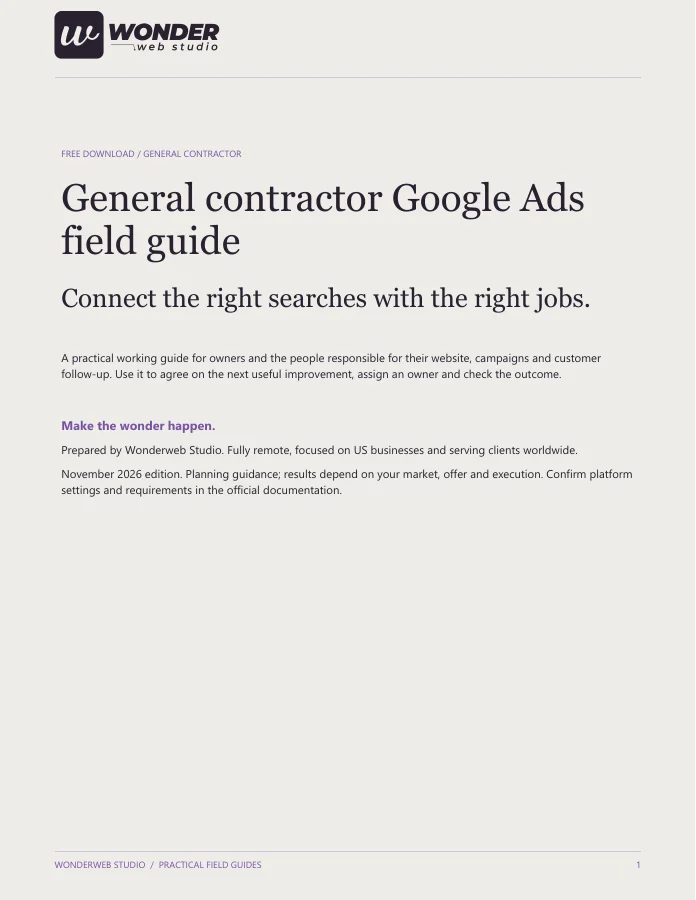 w WONDER
web studio
FREE DOWNLOAD / GENERAL CONTRACTOR
General contractor Google Ads
field guide
Connect the right searches with the right jobs.
A practical working guide for owners and the people responsible for their website, campaigns and customer
follow-up. Use it to agree on the next useful improvement, assign an owner and check the outcome.
Make the wonder happen.
Prepared by Wonderweb Studio. Fully remote, focused on US businesses and serving clients worldwide.
November 2026 edition. Planning guidance; results depend on your market, offer and execution. Confirm platform
settings and requirements in the official documentation.
WONDERWEB STUDIO / PRACTICAL FIELD GUIDES 1